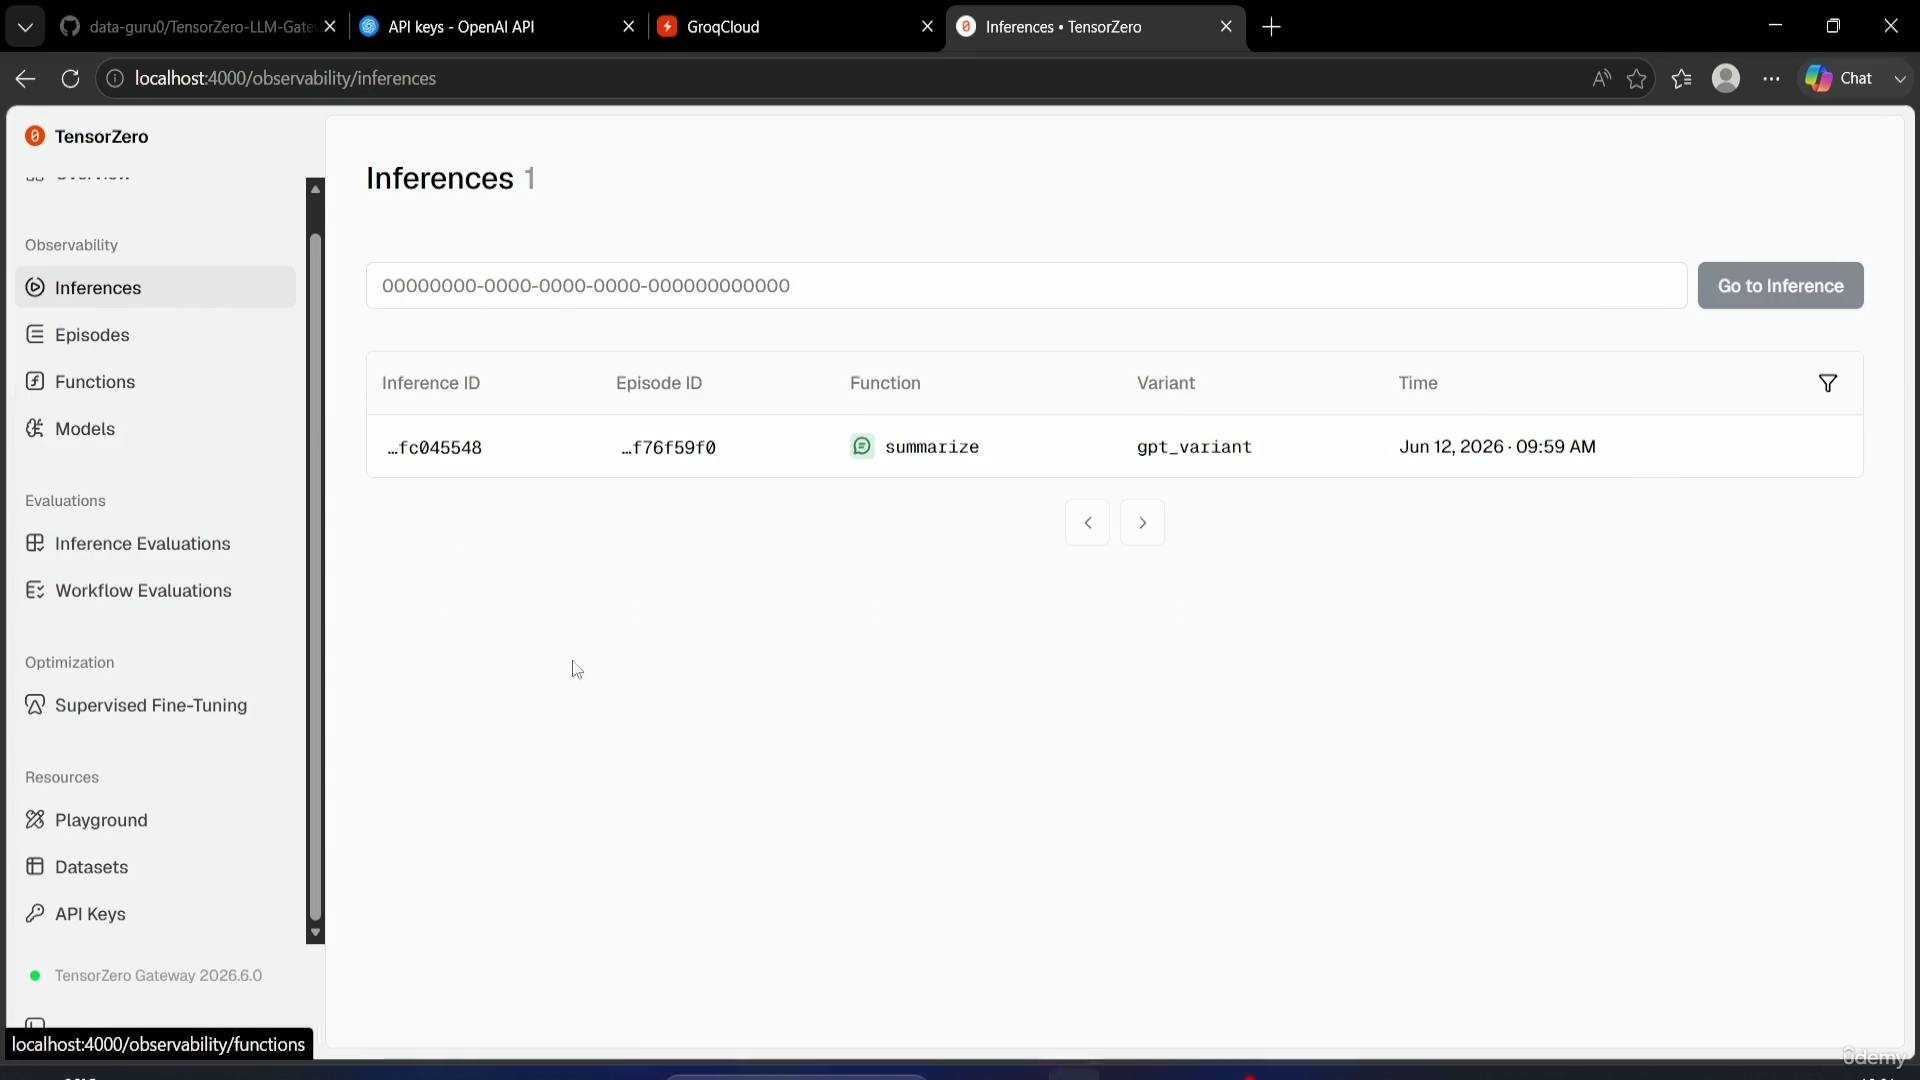 data-guru0/TensorZero-LLM-Gate
API keys - OpenAI API
GroqCloud
Inferences • TensorZero
localhost:4000/observability/inferences
Chat
TensorZero
Overview
Observability
Inferences
Episodes
Functions
Models
Evaluations
Inference Evaluations
Workflow Evaluations
Optimization
Supervised Fine-Tuning
Resources
Playground
Datasets
API Keys
TensorZero Gateway 2026.6.0
localhost:4000/observability/functions
Inferences 1
00000000-0000-0000-0000-000000000000
Go to Inference
Inference ID Episode ID Function Variant Time
…fc045548 …f76f59f0 summarize gpt_variant Jun 12, 2026 · 09:59 AM
ûdemy